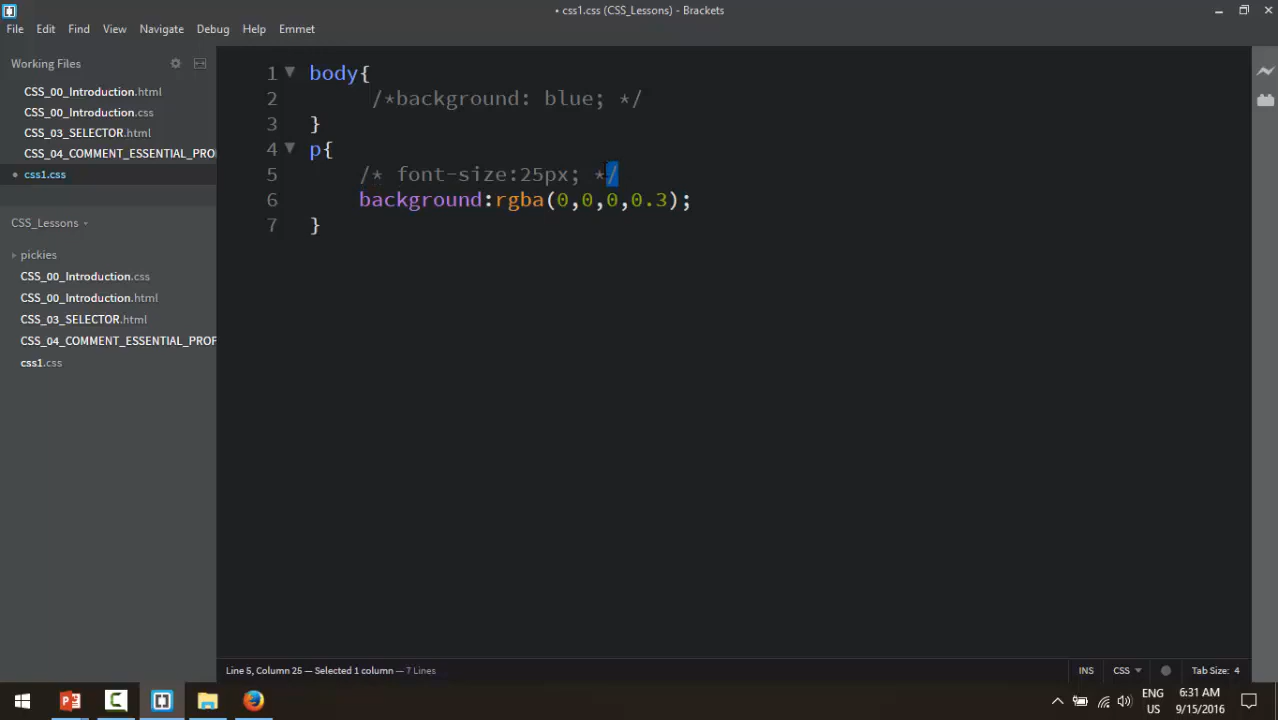 • css1.css (CSS_Lessons) - Brackets
File Edit Find View Navigate Debug Help Emmet
Working Files
CSS_00_Introduction.html
CSS_00_Introduction.css
CSS_03_SELECTOR.html
CSS_04_COMMENT_ESSENTIAL_PRO
• css1.css
CSS_Lessons
pickies
CSS_00_Introduction.css
CSS_00_Introduction.html
CSS_03_SELECTOR.html
CSS_04_COMMENT_ESSENTIAL_PROP
css1.css
1 body{
2 /*background: blue; */
3 }
4 p{
5 /* font-size:25px; */
6 background:rgba(0,0,0,0.3);
7 }
Line 5, Column 25 — Selected 1 column — 7 Lines
INS CSS Tab Size: 4
ENG
US
6:31 AM
9/15/2016